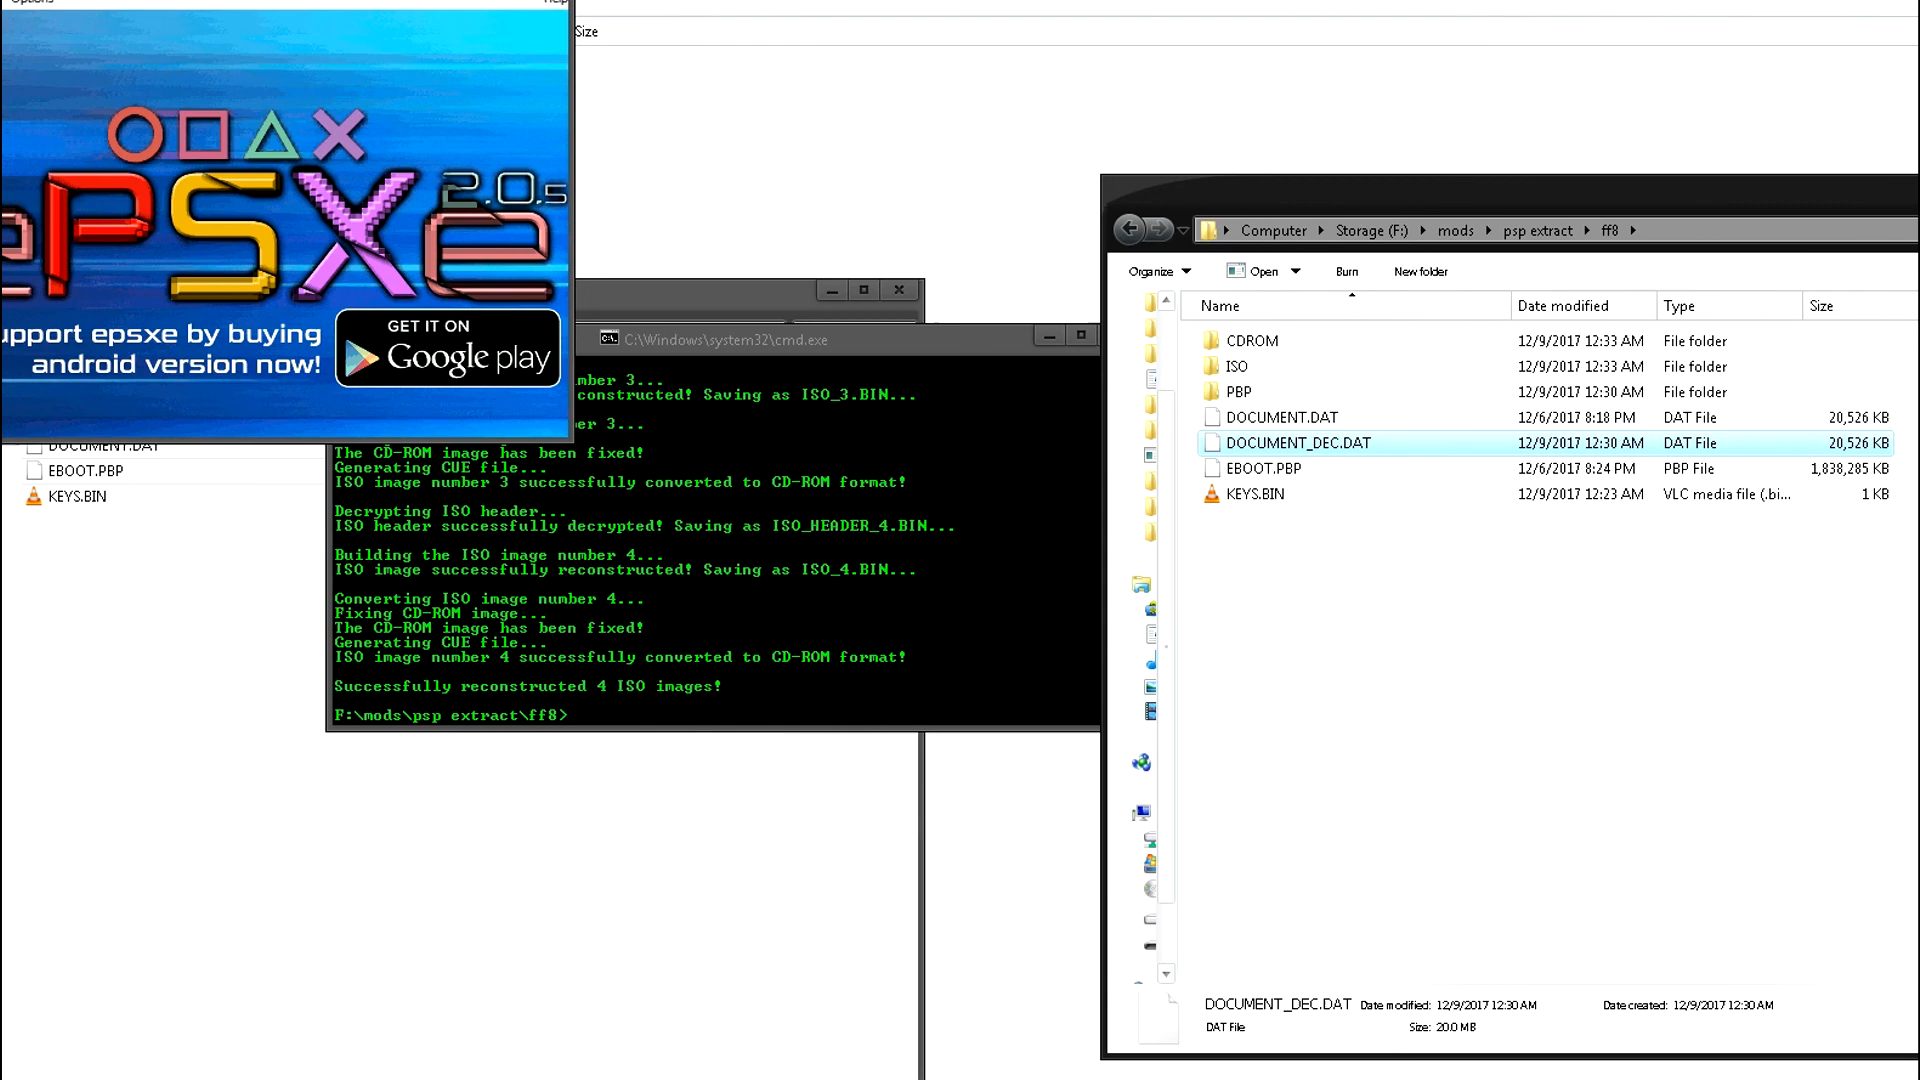 Options Help
Size
2.0.5
ePSXe
support epsxe by buying
android version now!
GET IT ON
Google play
DOCUMENT.DAT
EBOOT.PBP
KEYS.BIN
C:\Windows\system32\cmd.exe
mber 3...
constructed! Saving as ISO_3.BIN...
er 3...
The CD-ROM image has been fixed!
Generating CUE file...
ISO image number 3 successfully converted to CD-ROM format!
Decrypting ISO header...
ISO header successfully decrypted! Saving as ISO_HEADER_4.BIN...
Building the ISO image number 4...
ISO image successfully reconstructed! Saving as ISO_4.BIN...
Converting ISO image number 4...
Fixing CD-ROM image...
The CD-ROM image has been fixed!
Generating CUE file...
ISO image number 4 successfully converted to CD-ROM format!
Successfully reconstructed 4 ISO images!
F:\mods\psp extract\ff8>
Computer Storage (F:) mods psp extract ff8
Organize Open Burn New folder
Name Date modified Type Size
CDROM 12/9/2017 12:33 AM File folder
ISO 12/9/2017 12:33 AM File folder
PBP 12/9/2017 12:30 AM File folder
DOCUMENT.DAT 12/6/2017 8:18 PM DAT File 20,526 KB
DOCUMENT_DEC.DAT 12/9/2017 12:30 AM DAT File 20,526 KB
EBOOT.PBP 12/6/2017 8:24 PM PBP File 1,838,285 KB
KEYS.BIN 12/9/2017 12:23 AM VLC media file (.bi... 1 KB
DOCUMENT_DEC.DAT Date modified: 12/9/2017 12:30 AM Date created: 12/9/2017 12:30 AM
DAT File Size: 20.0 MB